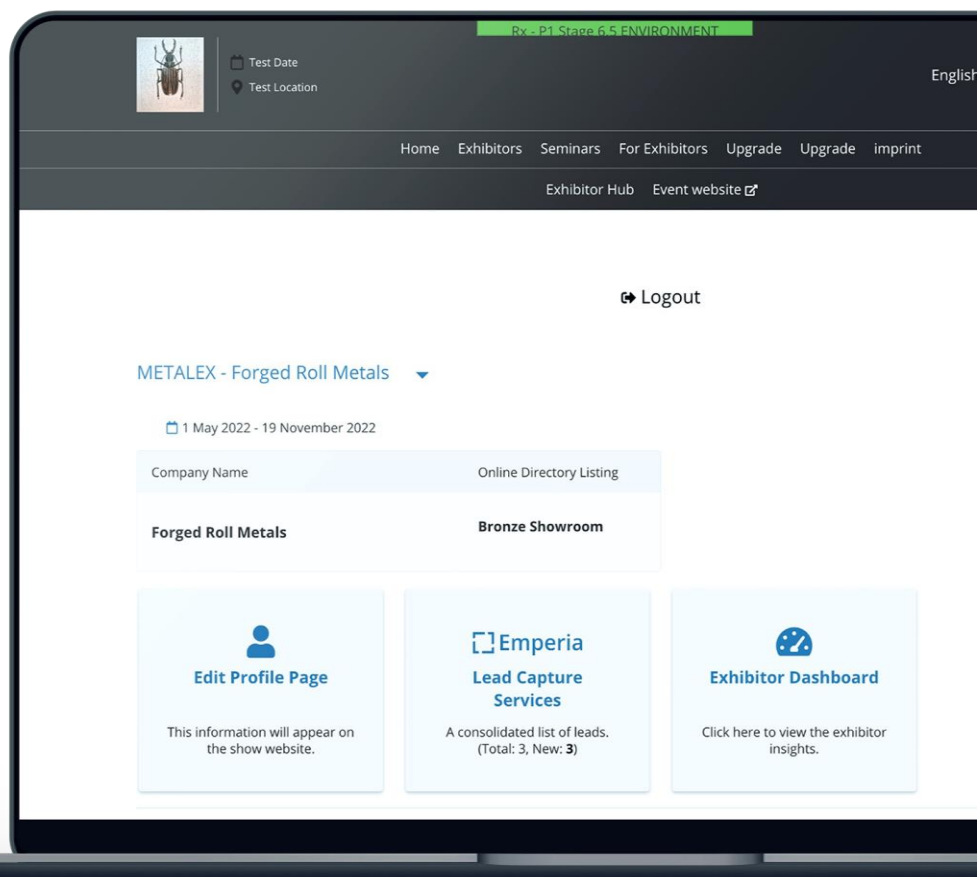 Rx - P1 Stage 6.5 ENVIRONMENT
Test Date
Test Location
English
Home Exhibitors Seminars For Exhibitors Upgrade Upgrade imprint
Exhibitor Hub Event website
Logout
METALEX - Forged Roll Metals
1 May 2022 - 19 November 2022
Company Name Online Directory Listing
Forged Roll Metals Bronze Showroom
Edit Profile Page
This information will appear on
the show website.
Emperia
Lead Capture
Services
A consolidated list of leads.
(Total: 3, New: 3)
Exhibitor Dashboard
Click here to view the exhibitor
insights.